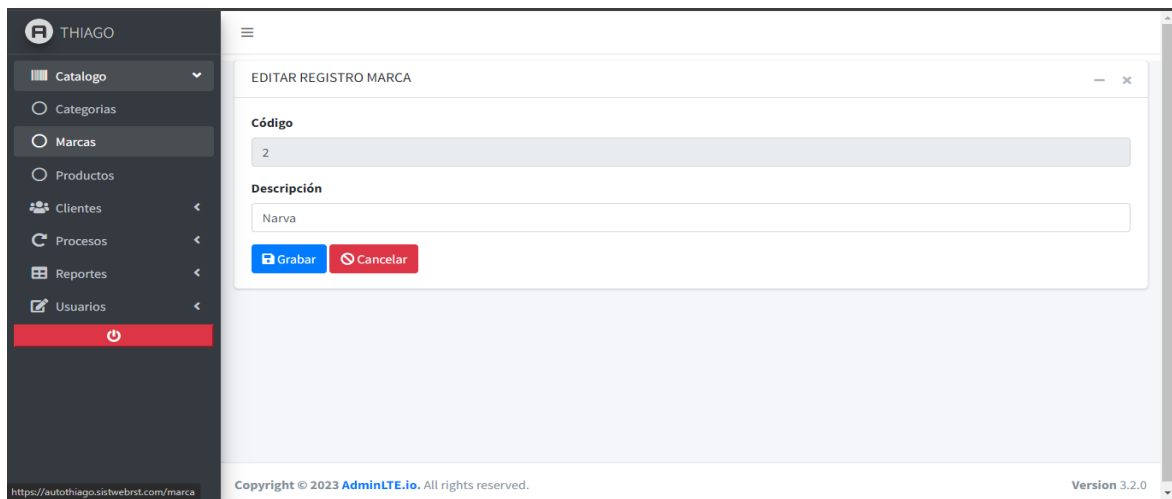 THIAGO
Catalogo
Categorias
Marcas
Productos
Clientes
Procesos
Reportes
Usuarios
EDITAR REGISTRO MARCA
Código
2
Descripción
Narva
Grabar Cancelar
Copyright © 2023 AdminLTE.io. All rights reserved. Version 3.2.0
https://autothiago.sistwebrst.com/marca